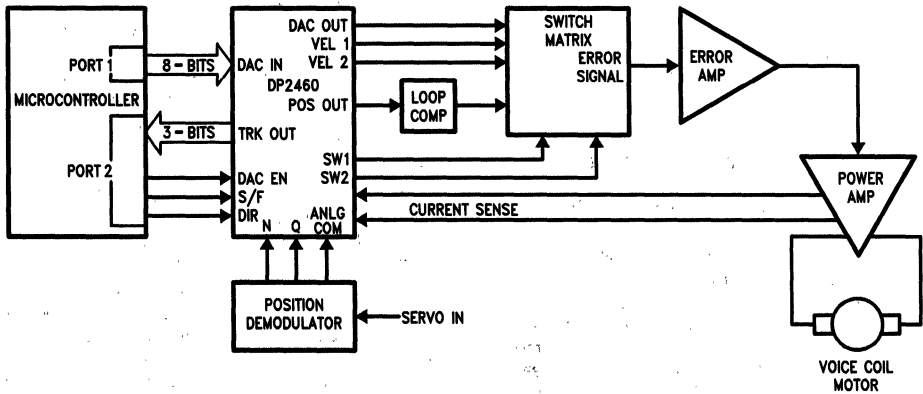 PORT 1
MICROCONTROLLER
PORT 2
8-BITS
3-BITS
DAC IN
DP2460
TRK OUT
DAC EN
S/F
DIR
N
Q
ANLG
COM
DAC OUT
VEL 1
VEL 2
POS OUT
SW1
SW2
LOOP
COMP
SWITCH
MATRIX
ERROR
SIGNAL
ERROR
AMP
POWER
AMP
CURRENT SENSE
POSITION
DEMODULATOR
SERVO IN
VOICE COIL
MOTOR